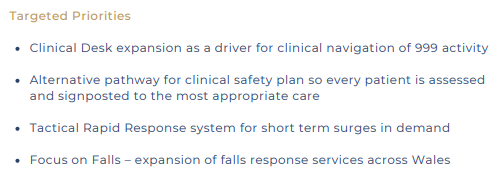 Targeted Priorities
• Clinical Desk expansion as a driver for clinical navigation of 999 activity
• Alternative pathway for clinical safety plan so every patient is assessed
and signposted to the most appropriate care
• Tactical Rapid Response system for short term surges in demand
• Focus on Falls – expansion of falls response services across Wales